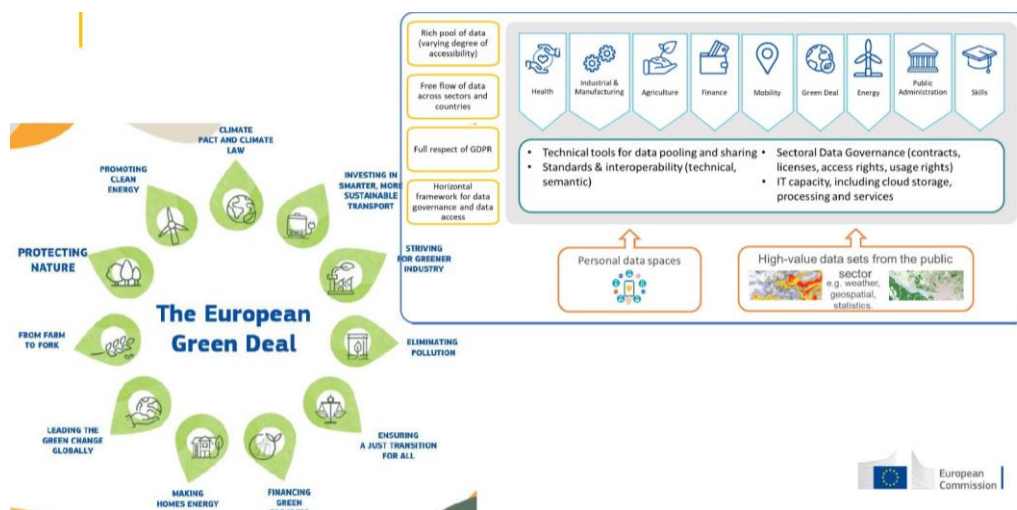 Rich pool of data
(varying degree of
accessibility)
Free flow of data
across sectors and
countries
Full respect of GDPR
Horizontal
framework for data
governance and data
access
Health
Industrial &
Manufacturing
Agriculture
Finance
Mobility
Green Deal
Energy
Public
Administration
Skills
• Technical tools for data pooling and sharing
• Standards & interoperability (technical,
semantic)
• Sectoral Data Governance (contracts,
licenses, access rights, usage rights)
• IT capacity, including cloud storage,
processing and services
Personal data spaces
High-value data sets from the public
sector
e.g. weather,
geospatial,
statistics.
The European
Green Deal
CLIMATE
PACT AND CLIMATE
LAW
INVESTING IN
SMARTER, MORE
SUSTAINABLE
TRANSPORT
STRIVING
FOR GREENER
INDUSTRY
ELIMINATING
POLLUTION
ENSURING
A JUST TRANSITION
FOR ALL
FINANCING
GREEN
MAKING
HOMES ENERGY
LEADING THE
GREEN CHANGE
GLOBALLY
FROM FARM
TO FORK
PROTECTING
NATURE
PROMOTING
CLEAN
ENERGY
European
Commission